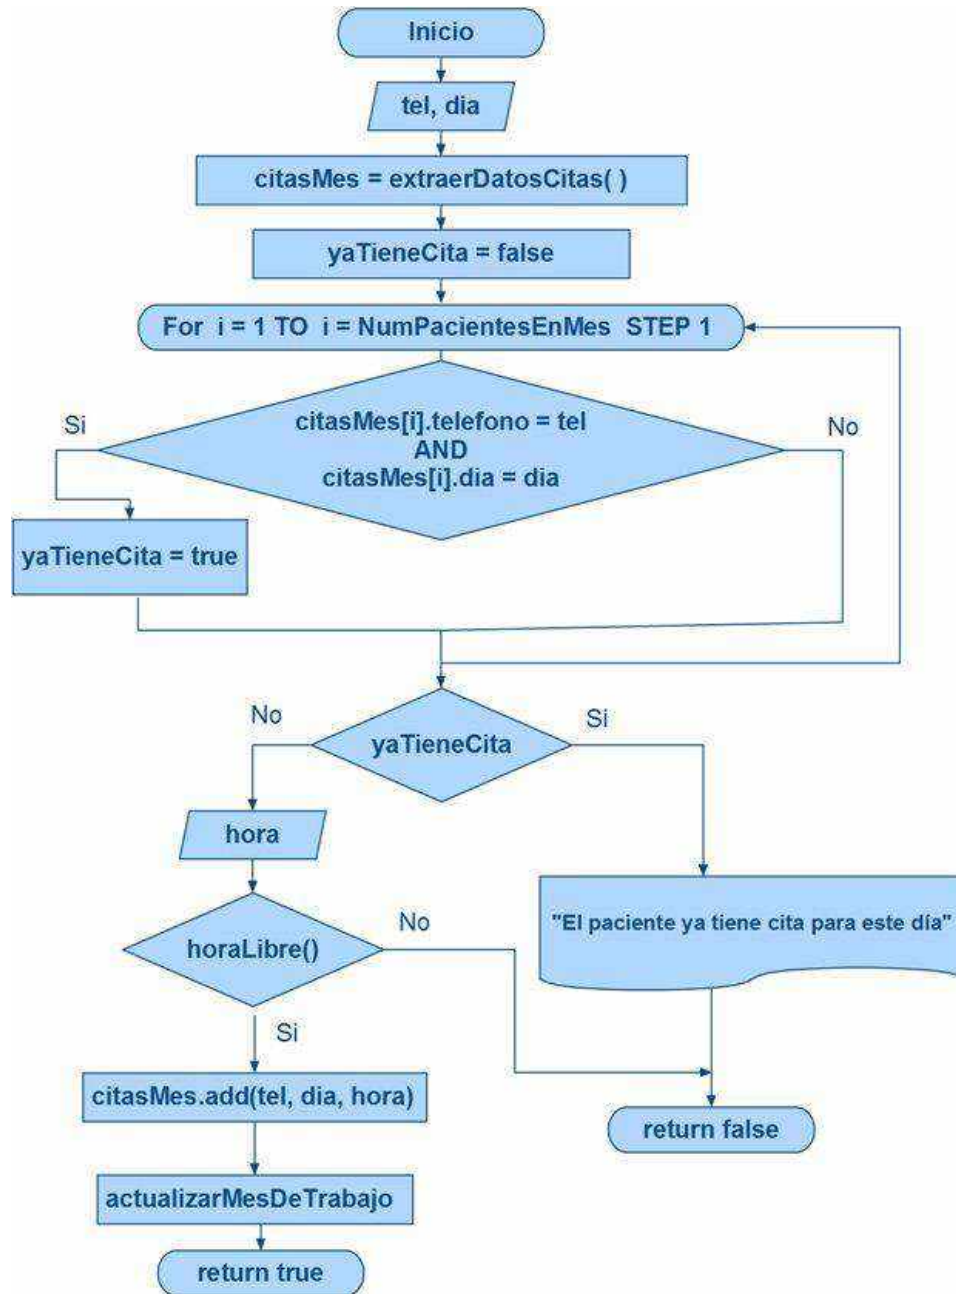 Inicio
tel, dia
citasMes = extraerDatosCitas( )
yaTieneCita = false
For i = 1 TO i = NumPacientesEnMes STEP 1
citasMes[i].telefono = tel
AND
citasMes[i].dia = dia
Si
No
yaTieneCita = true
yaTieneCita
No
Si
hora
"El paciente ya tiene cita para este día"
horaLibre()
No
Si
citasMes.add(tel, dia, hora)
return false
actualizarMesDeTrabajo
return true